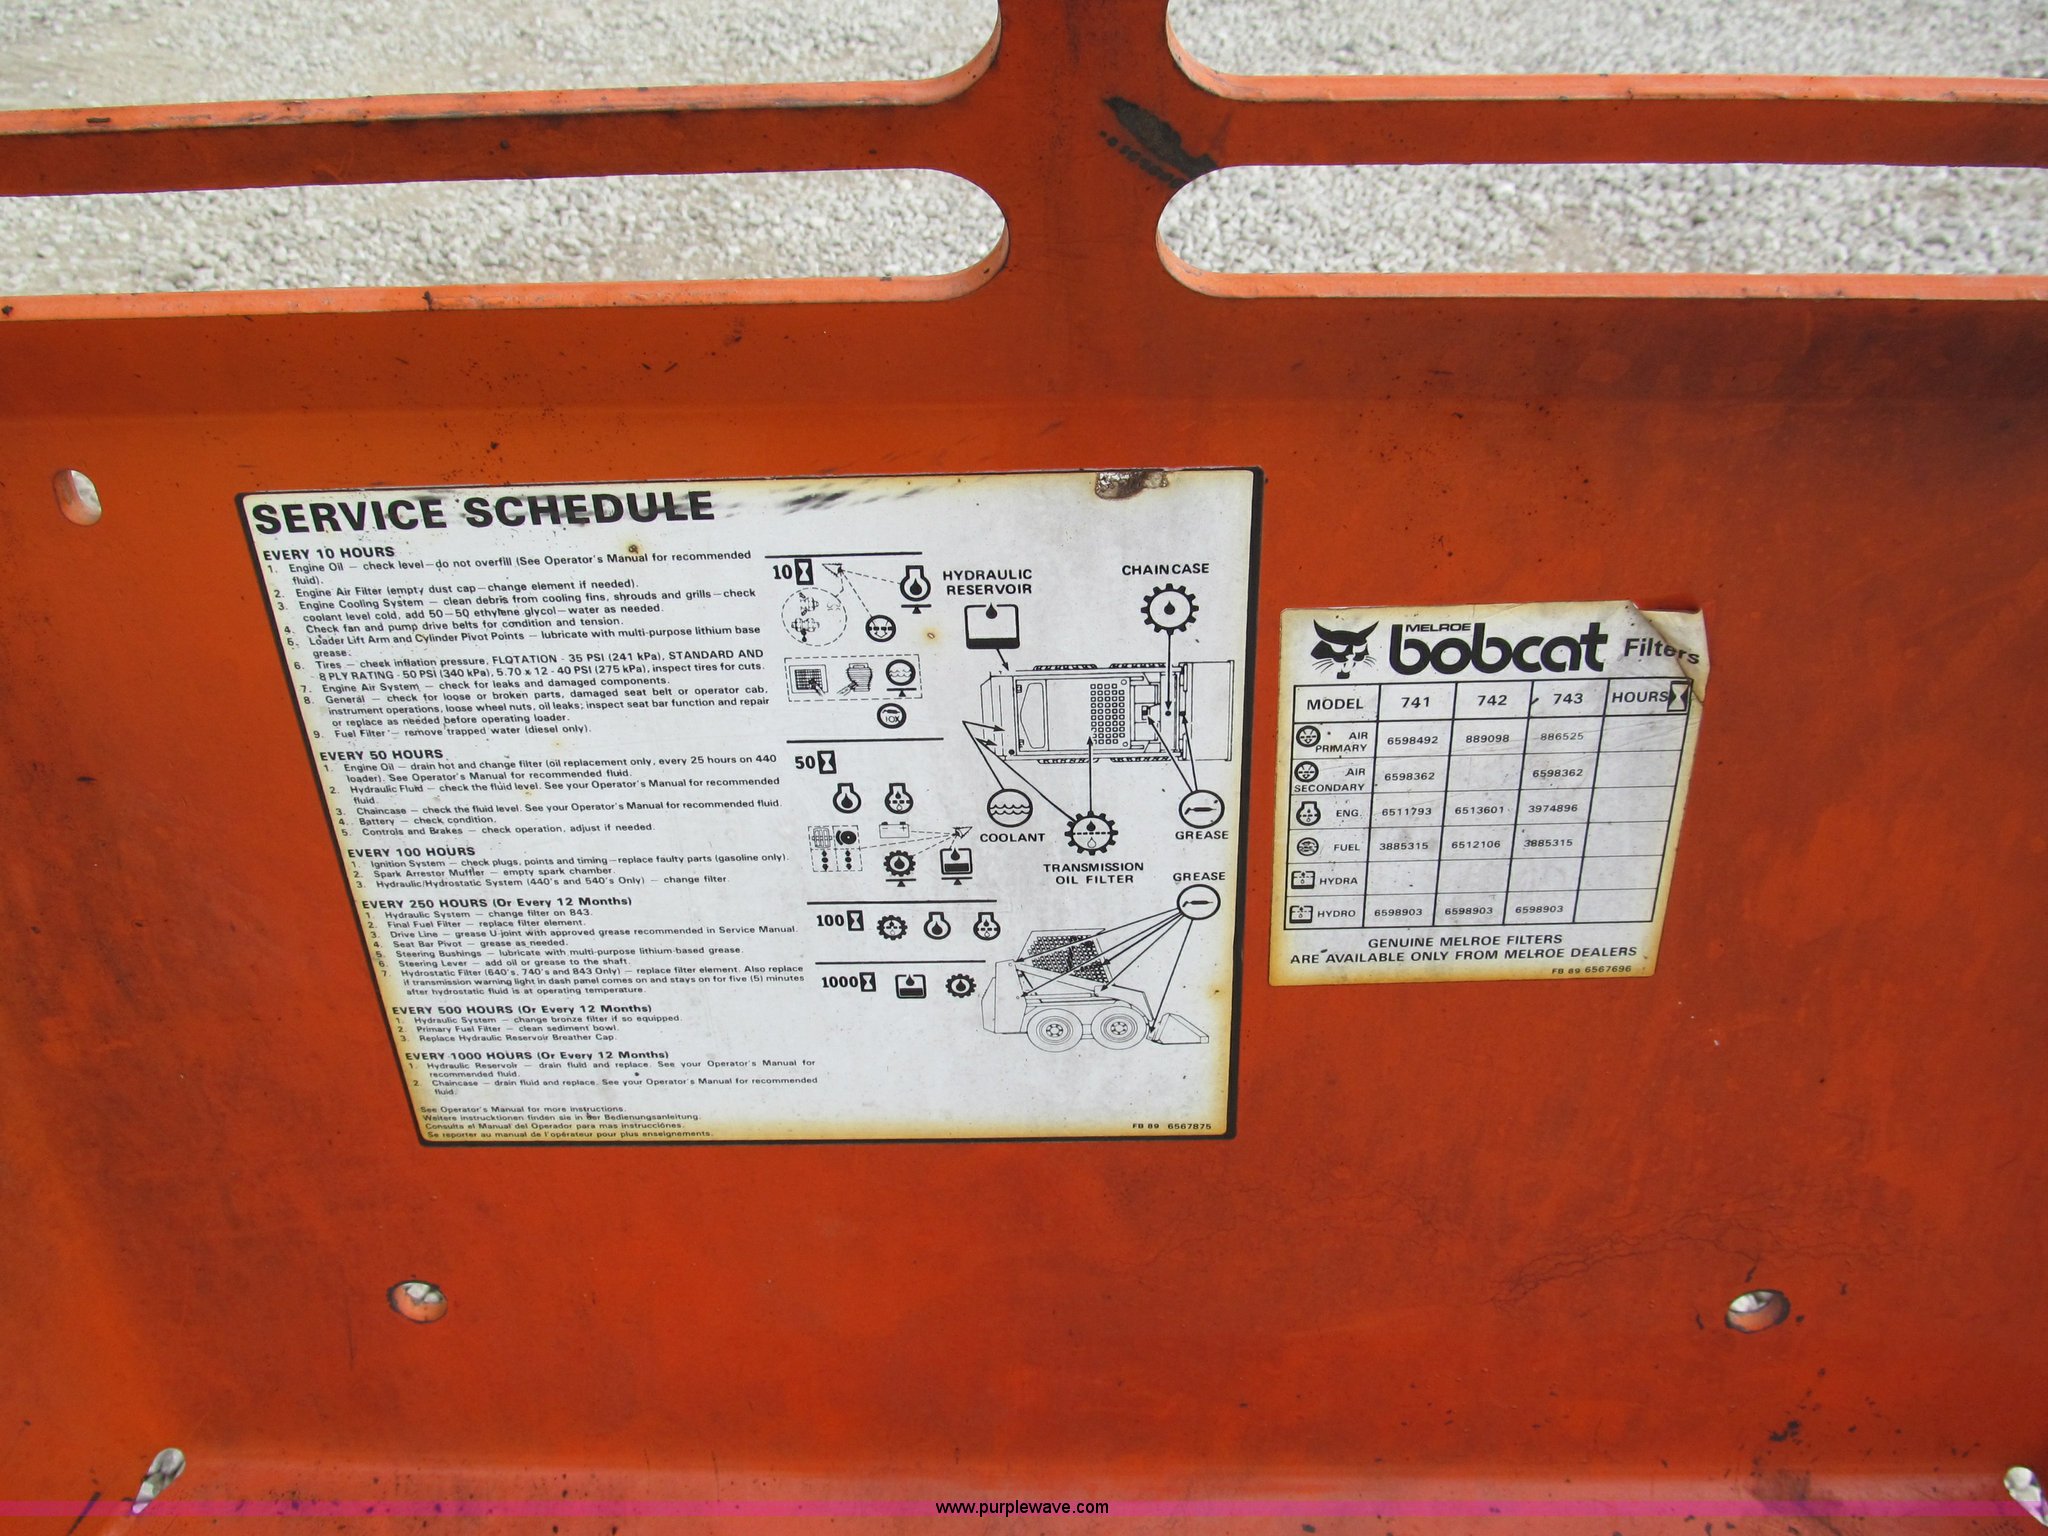 SERVICE SCHEDULE
EVERY 10 HOURS
1. Engine Oil — check level—do not overfill (See Operator's Manual for recommended
fluid).
2. Engine Air Filter (empty dust cap—change element if needed).
3. Engine Cooling System — clean debris from cooling fins, shrouds and grills—check
coolant level cold, add 50—50 ethylene glycol—water as needed.
4. Check fan and pump drive belts for condition and tension.
5. Loader Lift Arm and Cylinder Pivot Points — lubricate with multi-purpose lithium base
grease.
6. Tires — check inflation pressure, FLOTATION - 35 PSI (241 kPa), STANDARD AND
8 PLY RATING - 50 PSI (340 kPa), 5.70 x 12 - 40 PSI (275 kPa), inspect tires for cuts.
7. Engine Air System — check for leaks and damaged components.
8. General — check for loose or broken parts, damaged seat belt or operator cab,
instrument operations, loose wheel nuts, oil leaks; inspect seat bar function and repair
or replace as needed before operating loader.
9. Fuel Filter — remove trapped water (diesel only).
EVERY 50 HOURS
1. Engine Oil — drain hot and change filter (oil replacement only, every 25 hours on 440
loader). See Operator's Manual for recommended fluid.
2. Hydraulic Fluid — check the fluid level. See your Operator's Manual for recommended
fluid.
3. Chaincase — check the fluid level. See your Operator's Manual for recommended fluid.
4. Battery — check condition.
5. Controls and Brakes — check operation, adjust if needed.
EVERY 100 HOURS
1. Ignition System — check plugs, points and timing—replace faulty parts (gasoline only).
2. Spark Arrestor Muffler — empty spark chamber.
3. Hydraulic/Hydrostatic System (440's and 540's Only) — change filter.
EVERY 250 HOURS (Or Every 12 Months)
1. Hydraulic System — change filter on 843.
2. Final Fuel Filter — replace filter element.
3. Drive Line — grease U-joint with approved grease recommended in Service Manual.
4. Seat Bar Pivot — grease as needed.
5. Steering Bushings — lubricate with multi-purpose lithium-based grease.
6. Steering Lever — add oil or grease to the shaft.
7. Hydrostatic Filter (640's, 740's and 843 Only) — replace filter element. Also replace
if transmission warning light in dash panel comes on and stays on for five (5) minutes
after hydrostatic fluid is at operating temperature.
EVERY 500 HOURS (Or Every 12 Months)
1. Hydraulic System — change bronze filter if so equipped.
2. Primary Fuel Filter — clean sediment bowl.
3. Replace Hydraulic Reservoir Breather Cap.
EVERY 1000 HOURS (Or Every 12 Months)
1. Hydraulic Reservoir — drain fluid and replace. See your Operator's Manual for
recommended fluid.
2. Chaincase — drain fluid and replace. See your Operator's Manual for recommended
fluid.
See Operator's Manual for more instructions.
Weitere instrucktionen finden sie in der Bedienungsanleitung.
Consulta el Manual del Operador para mas instrucciónes.
Se reporter au manual de l'opérateur pour plus enseignements.
10
50
100
1000
HYDRAULIC
RESERVOIR
CHAINCASE
COOLANT
GREASE
TRANSMISSION
OIL FILTER
GREASE
FB 89 6567875
MELROE
bobcat Filters
MODEL 741 742 743 HOURS
AIR PRIMARY 6598492 889098 886525
AIR SECONDARY 6598362 6598362
ENG. 6511793 6513601 3974896
FUEL 3885315 6512106 3885315
HYDRA
HYDRO 6598903 6598903 6598903
GENUINE MELROE FILTERS
ARE AVAILABLE ONLY FROM MELROE DEALERS
FB 89 6567696
www.purplewave.com